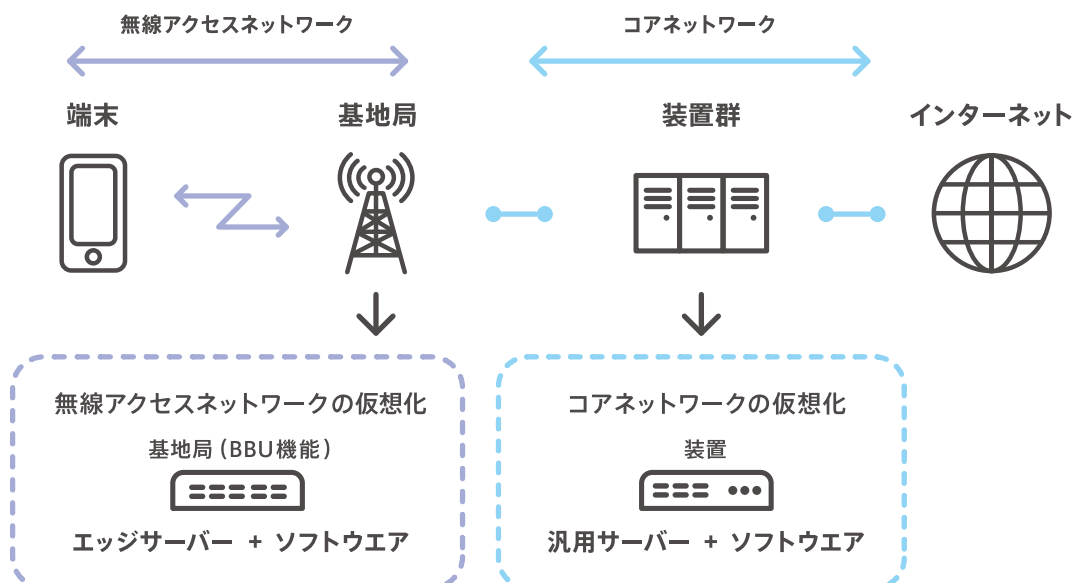 無線アクセスネットワーク
コアネットワーク
端末
基地局
装置群
インターネット
無線アクセスネットワークの仮想化
基地局(BBU機能)
エッジサーバー + ソフトウエア
コアネットワークの仮想化
装置
汎用サーバー + ソフトウエア